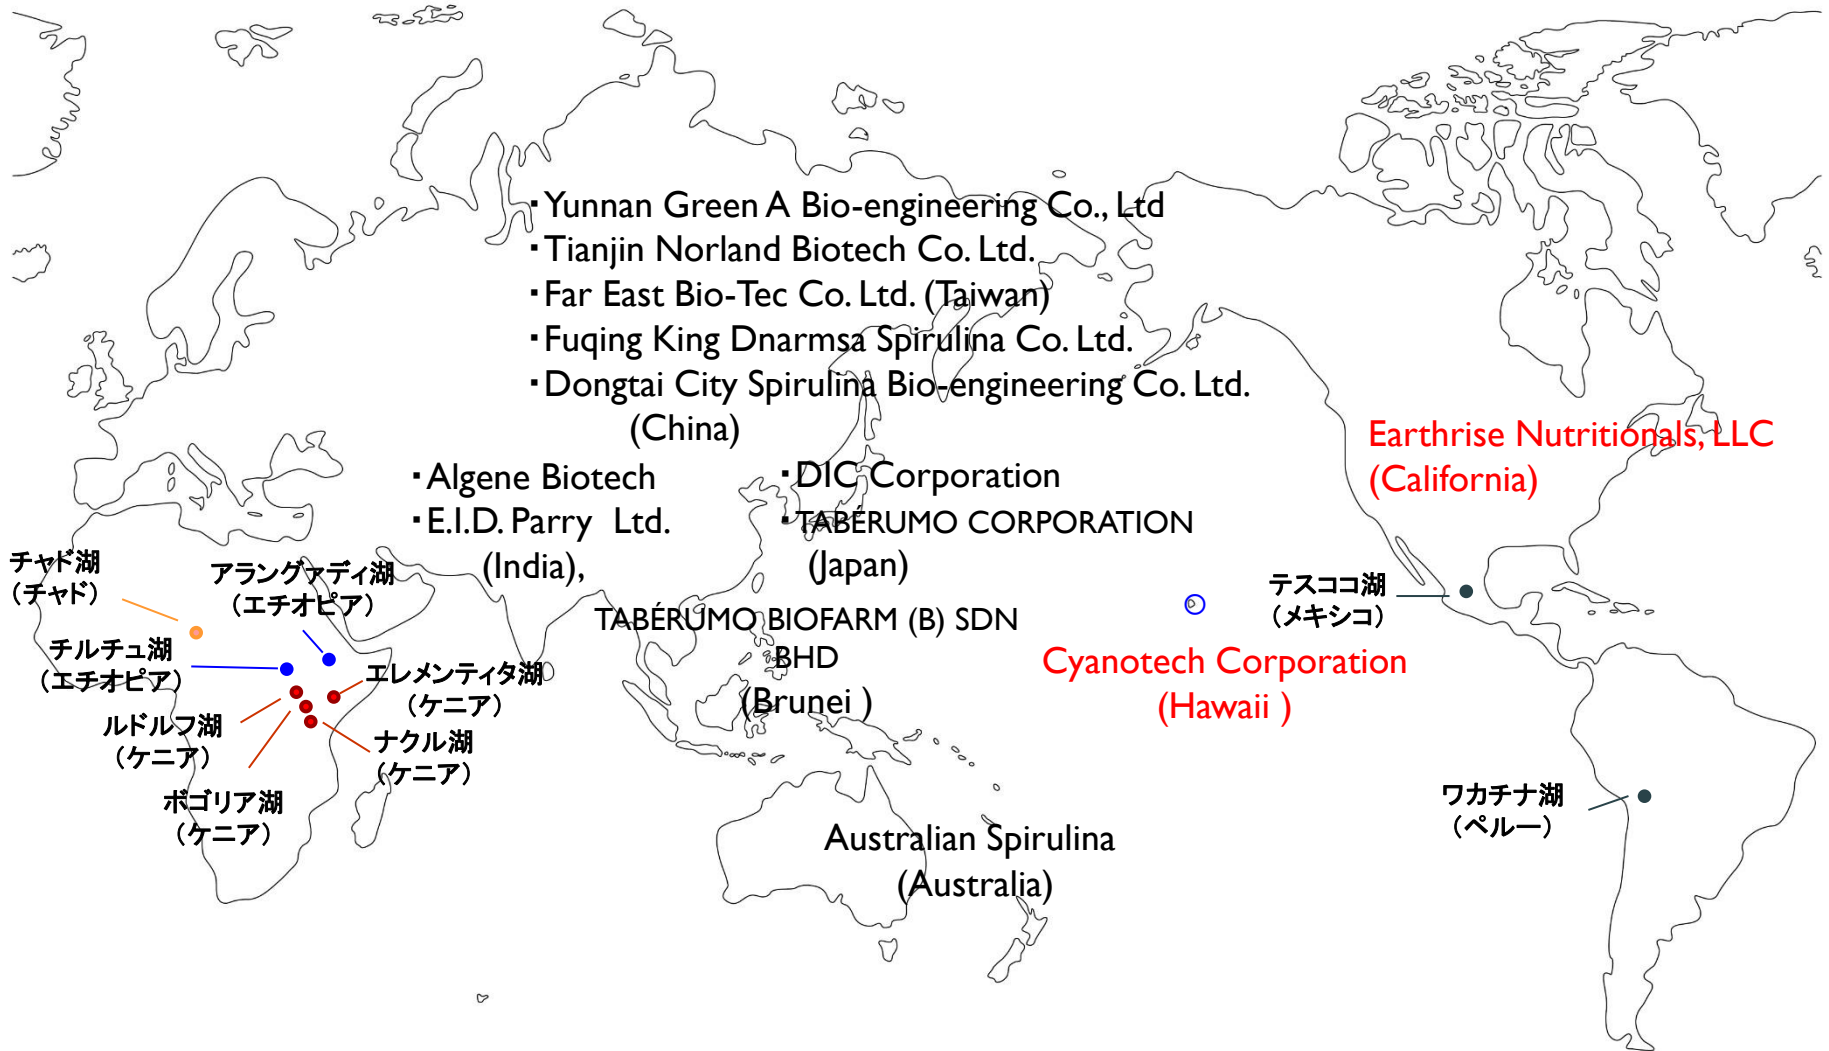 ・Yunnan Green A Bio-engineering Co., Ltd
・Tianjin Norland Biotech Co. Ltd.
・Far East Bio-Tec Co. Ltd. (Taiwan)
・Fuqing King Dnarmsa Spirulina Co. Ltd.
・Dongtai City Spirulina Bio-engineering Co. Ltd.
(China)
Earthrise Nutritionals, LLC
(California)
・Algene Biotech
・E.I.D. Parry Ltd.
(India),
・DIC Corporation
・TABÉRUMO CORPORATION
(Japan)
チャド湖
（チャド）
アラングァディ湖
（エチオピア）
テスココ湖
（メキシコ）
TABÉRUMO BIOFARM (B) SDN
BHD
(Brunei )
チルチュ湖
（エチオピア）
エレメンティタ湖
（ケニア）
Cyanotech Corporation
(Hawaii )
ルドルフ湖
（ケニア）
ナクル湖
（ケニア）
ボゴリア湖
（ケニア）
ワカチナ湖
（ペルー）
Australian Spirulina
(Australia)